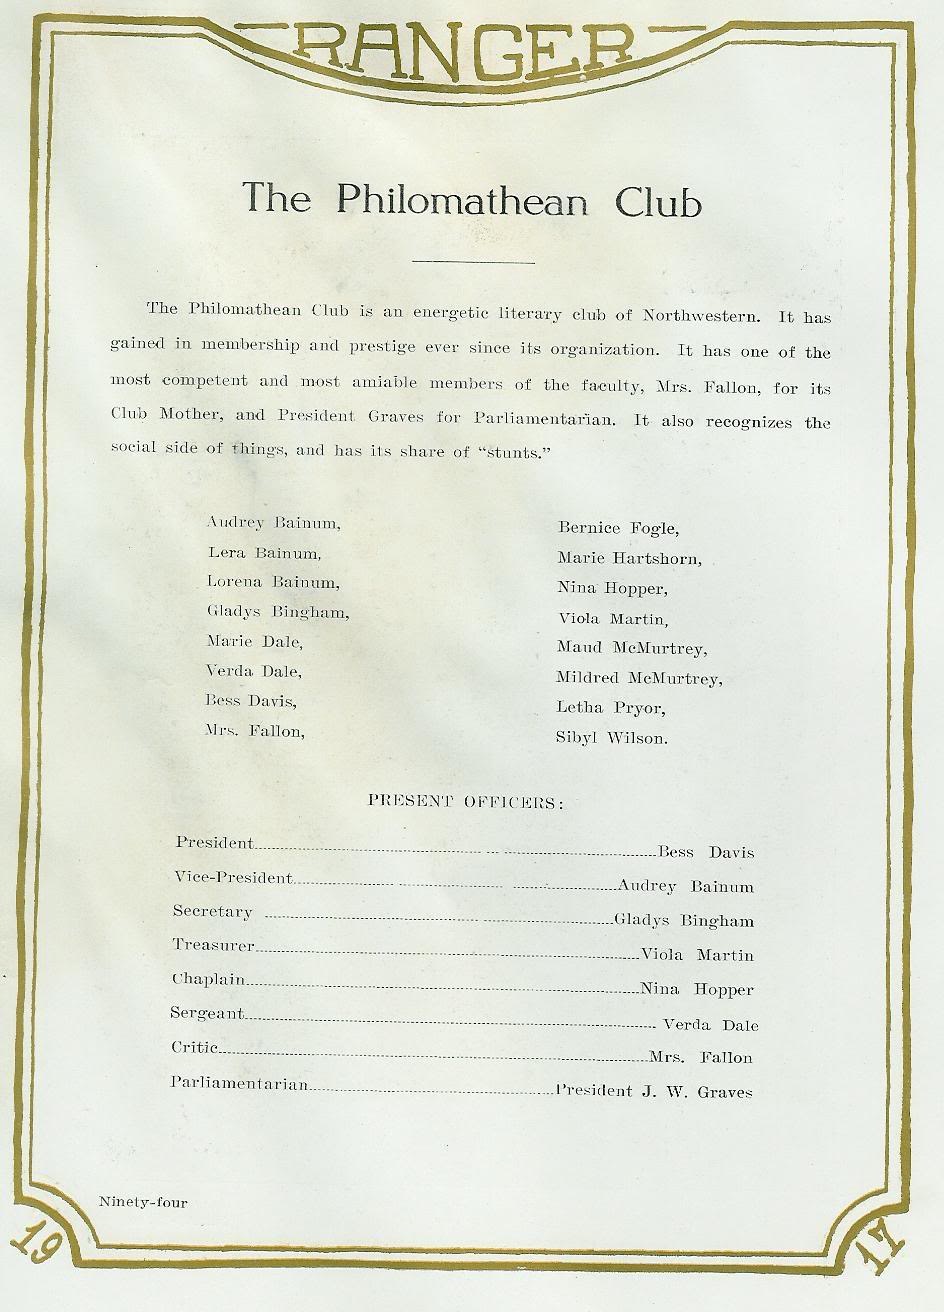 RANGER
The Philomathean Club
The Philomathean Club is an energetic literary club of Northwestern. It has
gained in membership and prestige ever since its organization. It has one of the
most competent and most amiable members of the faculty, Mrs. Fallon, for its
Club Mother, and President Graves for Parliamentarian. It also recognizes the
social side of things, and has its share of "stunts."
Audrey Bainum,
Lera Bainum,
Lorena Bainum,
Gladys Bingham,
Marie Dale,
Verda Dale,
Bess Davis,
Mrs. Fallon,
Bernice Fogle,
Marie Hartshorn,
Nina Hopper,
Viola Martin,
Maud McMurtrey,
Mildred McMurtrey,
Letha Pryor,
Sibyl Wilson.
PRESENT OFFICERS:
President Bess Davis
Vice-President Audrey Bainum
Secretary Gladys Bingham
Treasurer Viola Martin
Chaplain Nina Hopper
Sergeant Verda Dale
Critic Mrs. Fallon
Parliamentarian President J. W. Graves
Ninety-four
19 17